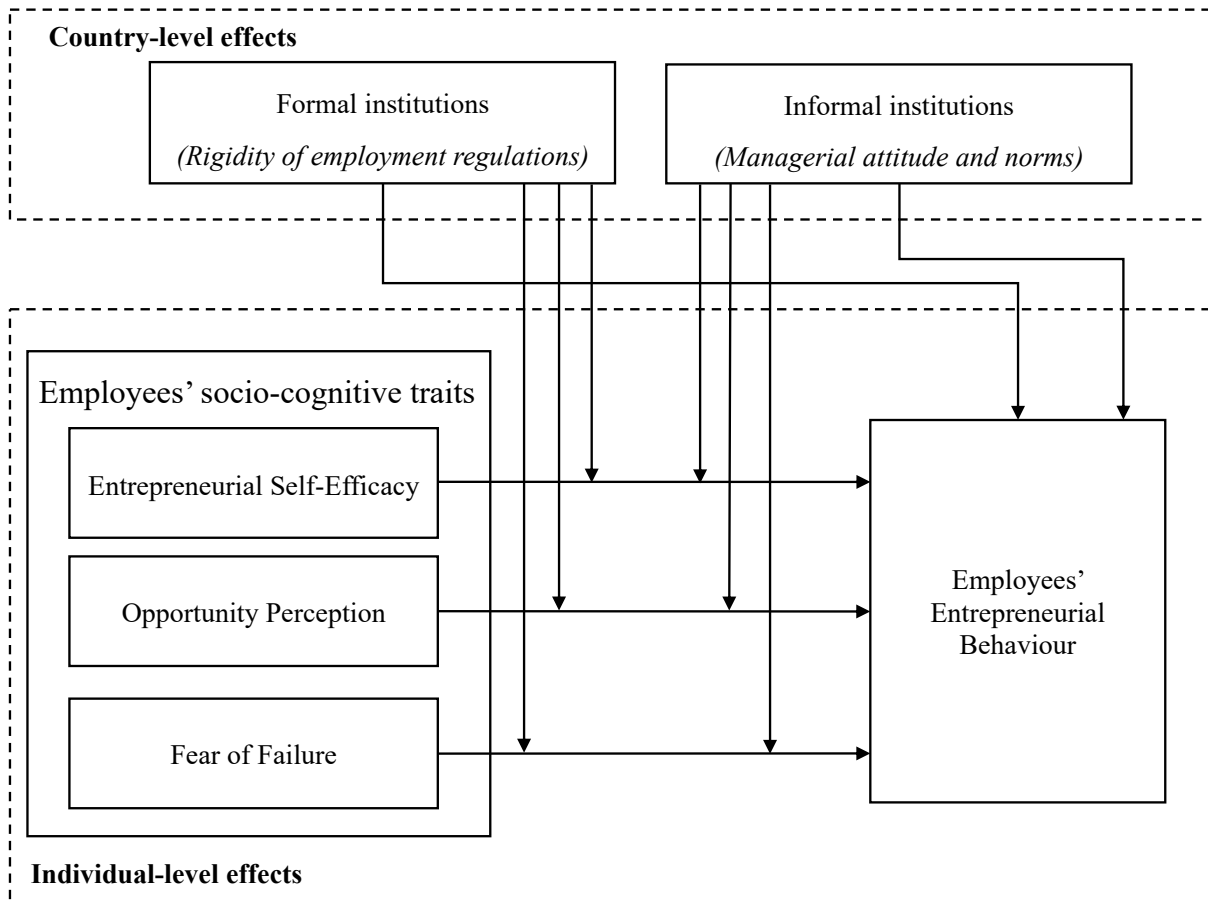 Country-level effects
Formal institutions
(Rigidity of employment regulations)
Informal institutions
(Managerial attitude and norms)
Employees’ socio-cognitive traits
Entrepreneurial Self-Efficacy
Opportunity Perception
Fear of Failure
Employees’
Entrepreneurial
Behaviour
Individual-level effects